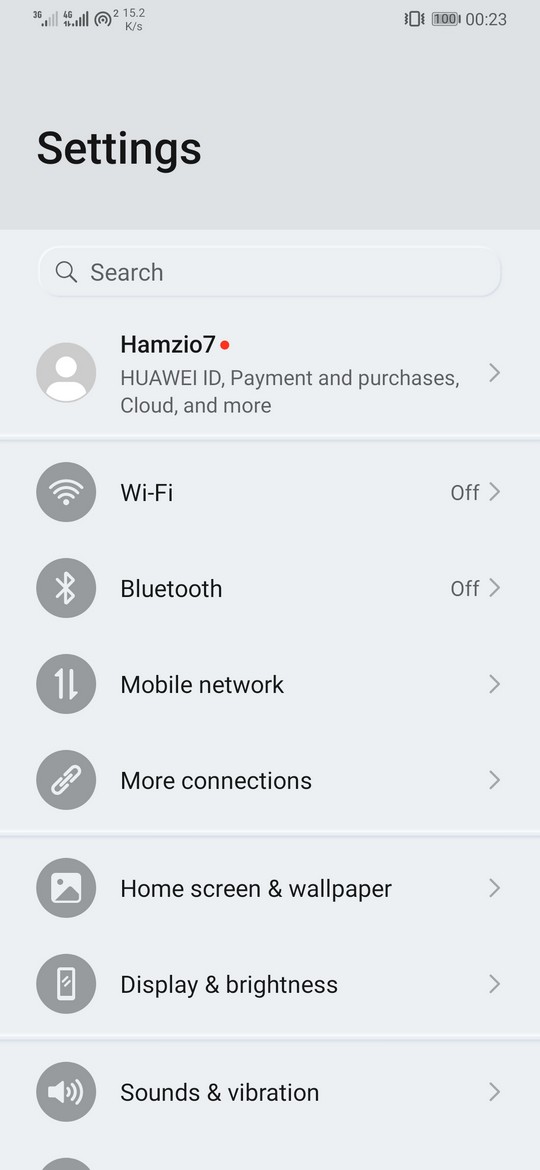 3G 4G 2 15.2 K/s 100 00:23
Settings
Search
Hamzio7
HUAWEI ID, Payment and purchases,
Cloud, and more
Wi-Fi Off
Bluetooth Off
Mobile network
More connections
Home screen & wallpaper
Display & brightness
Sounds & vibration